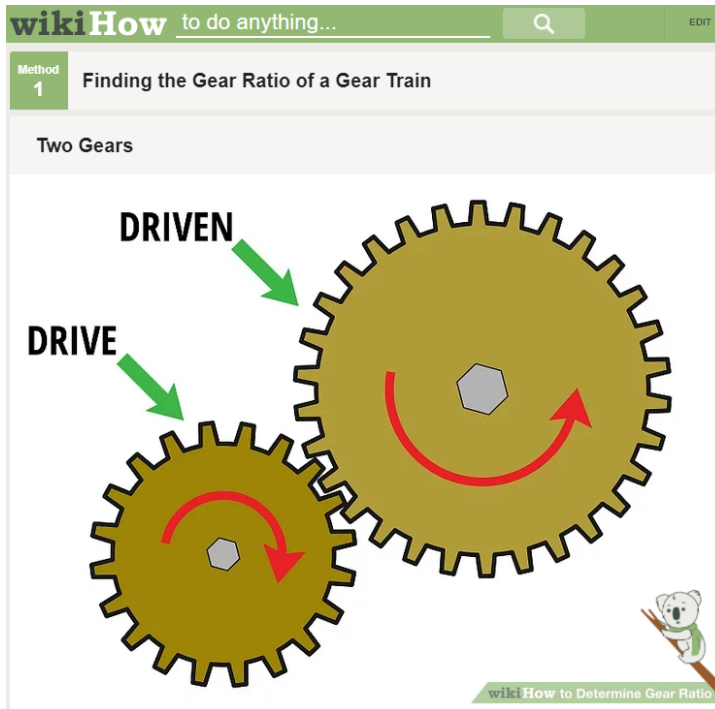 wikiHow to do anything... EDIT
Method
1
Finding the Gear Ratio of a Gear Train
Two Gears
DRIVEN
DRIVE
wikiHow to Determine Gear Ratio